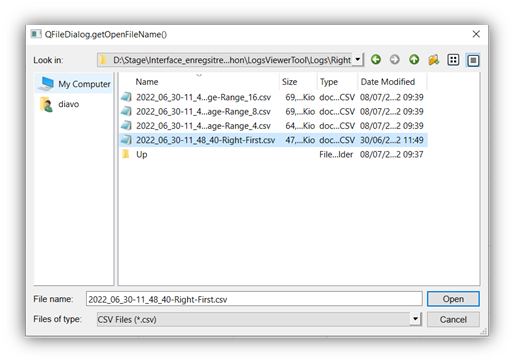 QFileDialog.getOpenFileName()
Look in:
D:\Stage\Interface_enregsitre...hon\LogsViewerTool\Logs\Right
My Computer
diavo
Name Size Type Date Modified
2022_06_30-11_4...ge-Range_16.csv 69,...Kio doc...CSV 08/07/...2 09:39
2022_06_30-11_4...age-Range_8.csv 69,...Kio doc...CSV 08/07/...2 09:39
2022_06_30-11_4...age-Range_4.csv 64,...Kio doc...CSV 08/07/...2 09:39
2022_06_30-11_48_40-Right-First.csv 47,...Kio doc...CSV 30/06/...2 11:49
Up File...lder 08/07/...2 09:37
File name: 2022_06_30-11_48_40-Right-First.csv Open
Files of type: CSV Files (*.csv) Cancel